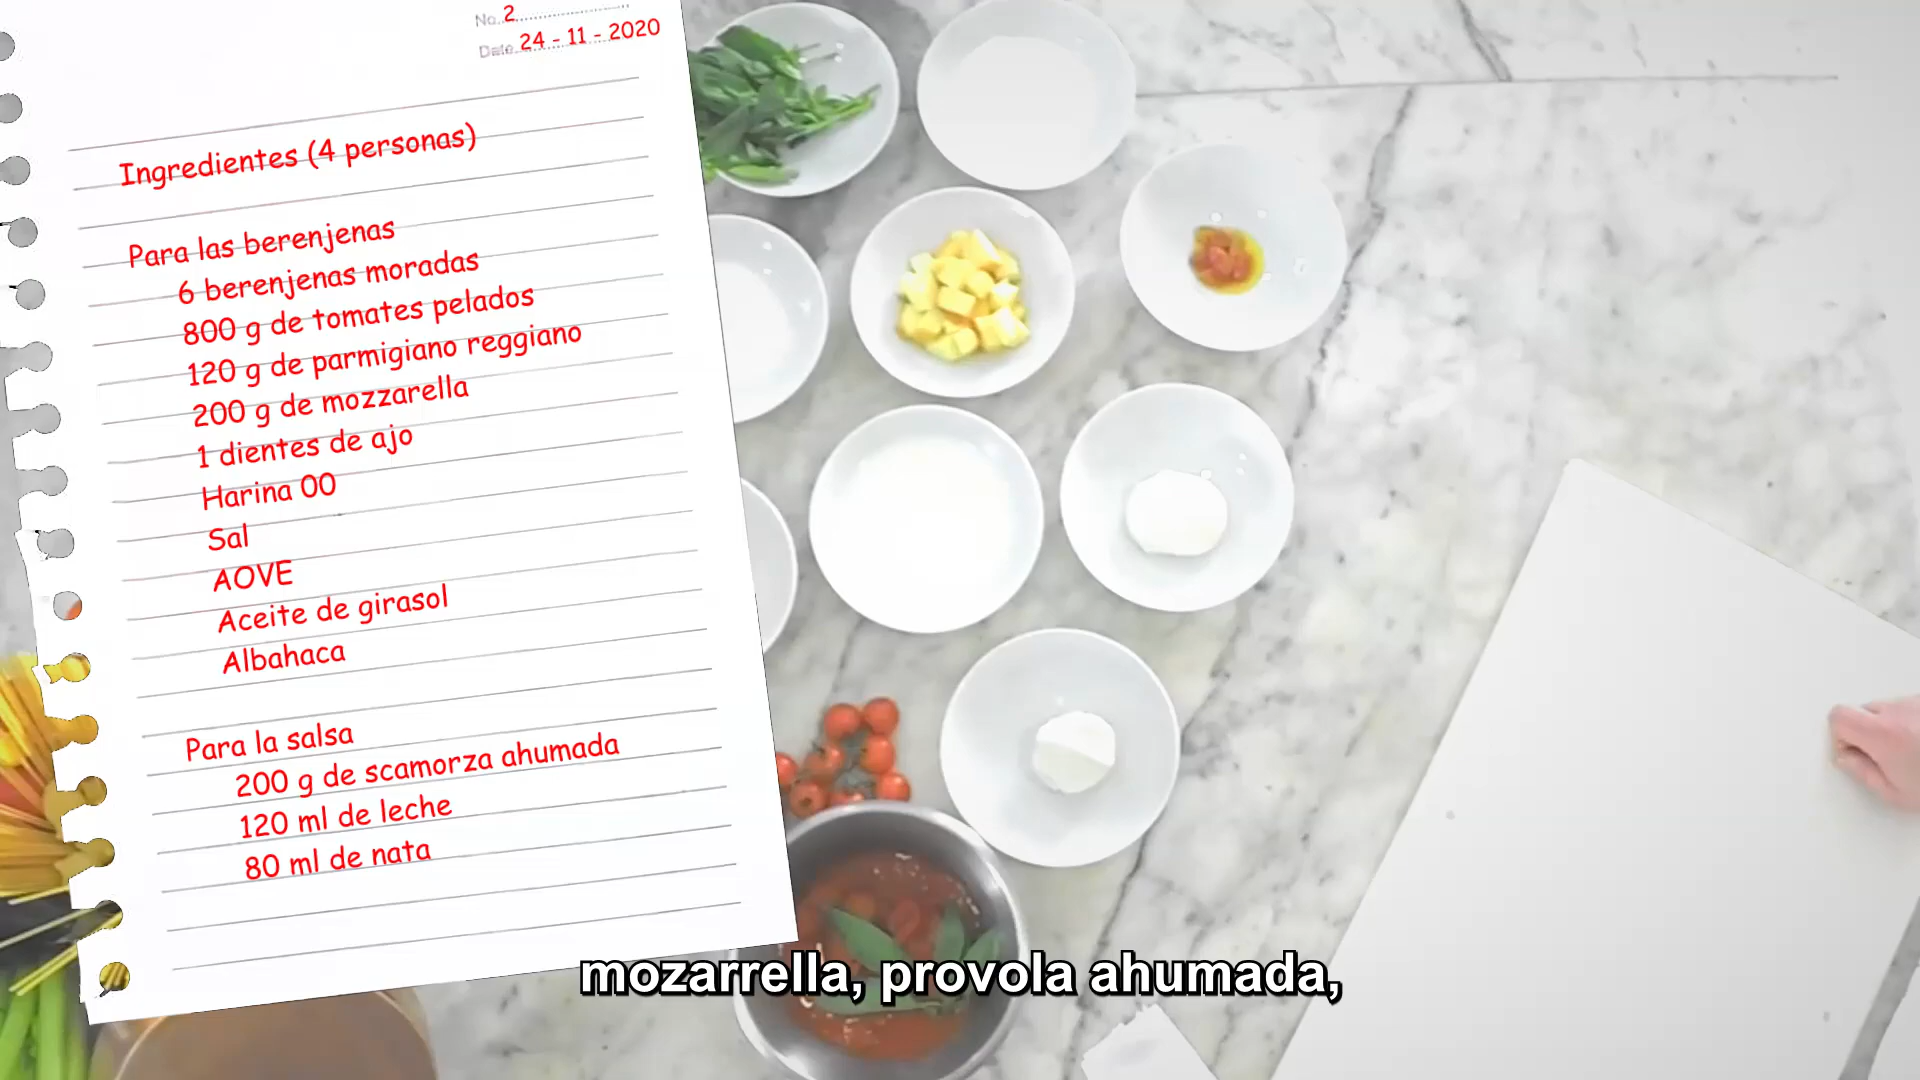 No. 2
Date. 24 - 11 - 2020
Ingredientes (4 personas)
Para las berenjenas
6 berenjenas moradas
800 g de tomates pelados
120 g de parmigiano reggiano
200 g de mozzarella
1 dientes de ajo
Harina 00
Sal
AOVE
Aceite de girasol
Albahaca
Para la salsa
200 g de scamorza ahumada
120 ml de leche
80 ml de nata
mozarrella, provola ahumada,